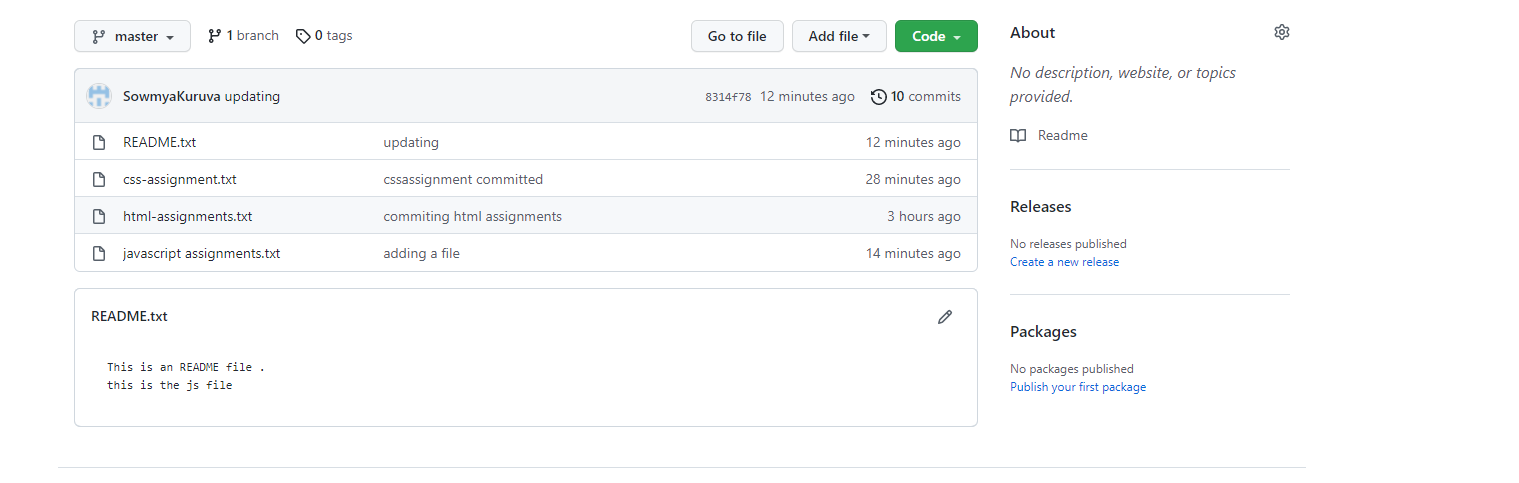 master 1 branch 0 tags Go to file Add file Code
SowmyaKuruva updating 8314f78 12 minutes ago 10 commits
README.txt updating 12 minutes ago
css-assignment.txt cssassignment committed 28 minutes ago
html-assignments.txt commiting html assignments 3 hours ago
javascript assignments.txt adding a file 14 minutes ago
README.txt
This is an README file .
this is the js file
About
No description, website, or topics
provided.
Readme
Releases
No releases published
Create a new release
Packages
No packages published
Publish your first package